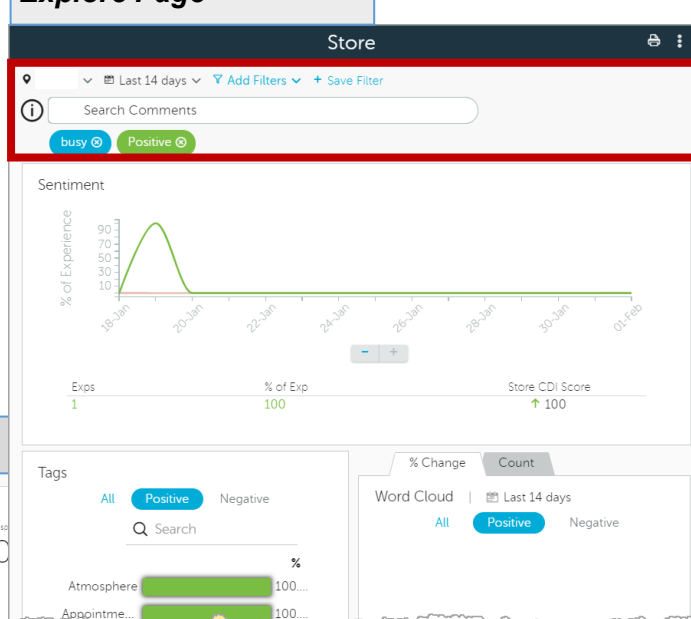 Explore Page
Store
Last 14 days Add Filters + Save Filter
Search Comments
busy Positive
Sentiment
% of Experience
90
70
50
30
10
18-Jan 20-Jan 22-Jan 24-Jan 26-Jan 28-Jan 30-Jan 01-Feb
- +
Exps % of Exp Store CDI Score
1 100 100
% Change Count
Tags
Word Cloud | Last 14 days
All Positive Negative
All Positive Negative
Search
%
Atmosphere 100....
Appointme... 100....